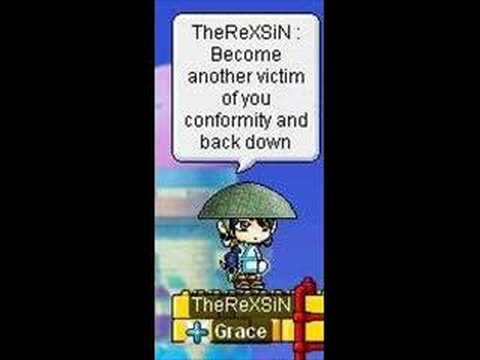 TheReXSiN :
Become
another victim
of you
conformity and
back down
TheReXSiN
Grace